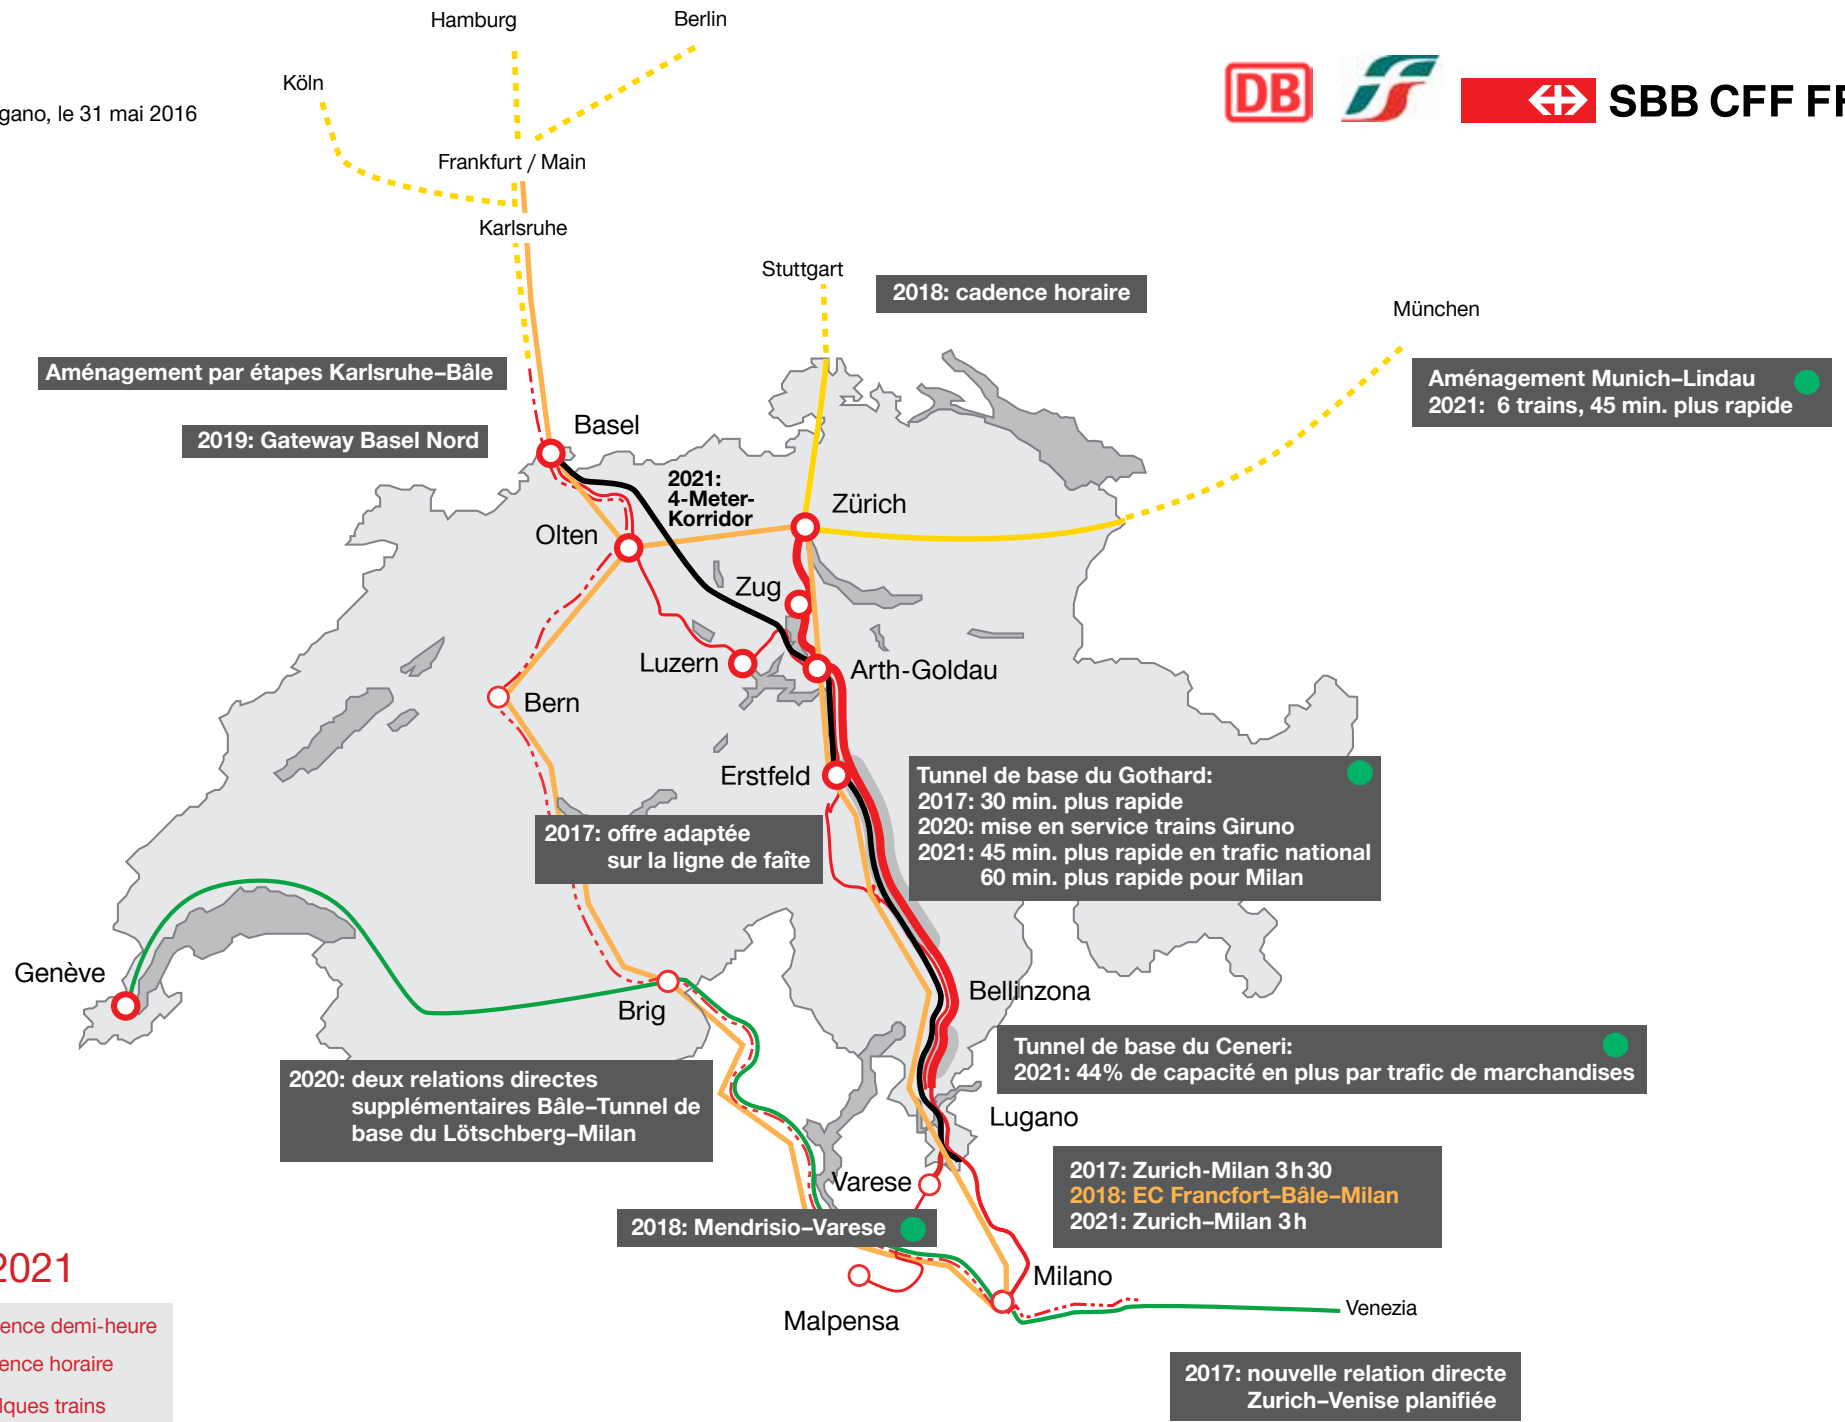 Hamburg
Berlin
Köln
gano, le 31 mai 2016
DB
SBB CFF FF
Frankfurt / Main
Karlsruhe
Stuttgart
2018: cadence horaire
München
Aménagement par étapes Karlsruhe–Bâle
Aménagement Munich–Lindau
2021: 6 trains, 45 min. plus rapide
2019: Gateway Basel Nord
Basel
2021:
4-Meter-
Korridor
Zürich
Olten
Zug
Luzern
Arth-Goldau
Bern
Erstfeld
Tunnel de base du Gothard:
2017: 30 min. plus rapide
2020: mise en service trains Giruno
2021: 45 min. plus rapide en trafic national
60 min. plus rapide pour Milan
2017: offre adaptée
sur la ligne de faîte
Genève
Brig
Bellinzona
Tunnel de base du Ceneri:
2021: 44% de capacité en plus par trafic de marchandises
2020: deux relations directes
supplémentaires Bâle–Tunnel de
base du Lötschberg–Milan
Lugano
Varese
2017: Zurich-Milan 3h30
2018: EC Francfort–Bâle–Milan
2021: Zurich–Milan 3h
2018: Mendrisio–Varese
2021
Milano
Malpensa
Venezia
ence demi-heure
ence horaire
lques trains
2017: nouvelle relation directe
Zurich–Venise planifiée